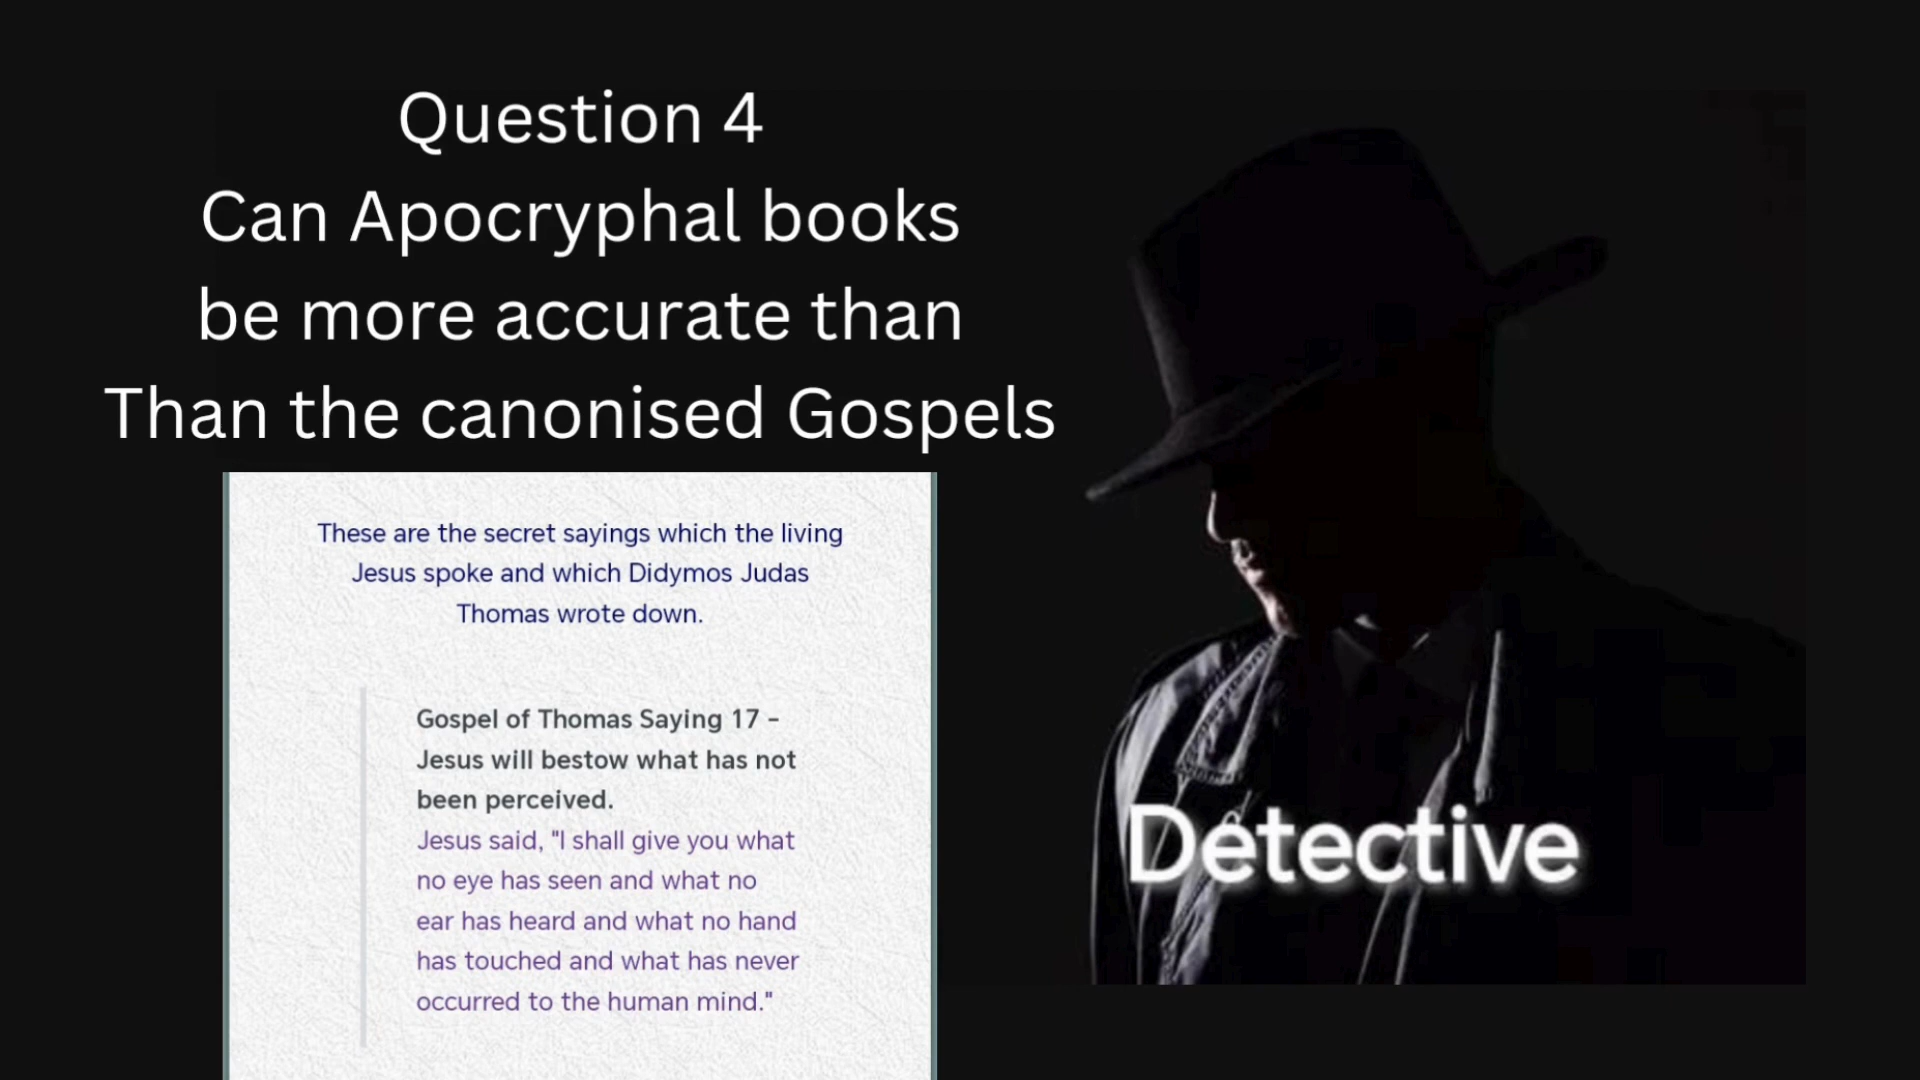 Question 4
Can Apocryphal books
be more accurate than
Than the canonised Gospels
These are the secret sayings which the living
Jesus spoke and which Didymos Judas
Thomas wrote down.
Gospel of Thomas Saying 17 -
Jesus will bestow what has not
been perceived.
Jesus said, "I shall give you what
no eye has seen and what no
ear has heard and what no hand
has touched and what has never
occurred to the human mind."
Detective